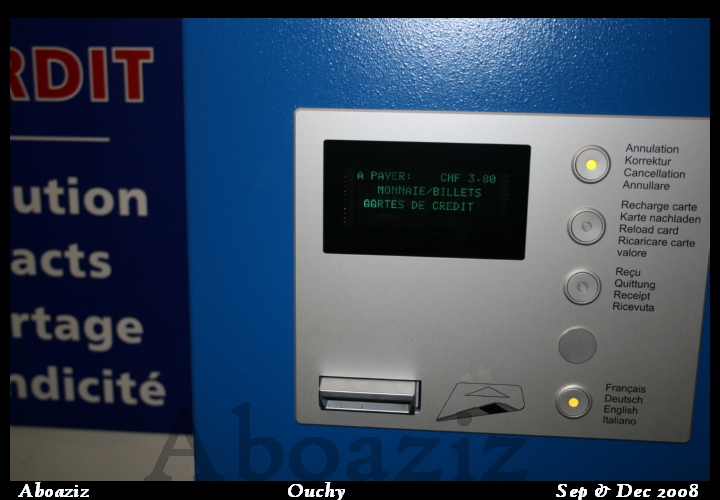 RDIT
ution
acts
rtage
ndicité
A PAYER: CHF 3.80
MONNAIE/BILLETS
CARTES DE CREDIT
Annulation
Korrektur
Cancellation
Annullare
Recharge carte
Karte nachladen
Reload card
Ricaricare carte
valore
Reçu
Quittung
Receipt
Ricevuta
Français
Deutsch
English
Italiano
Aboaziz
Aboaziz Ouchy Sep & Dec 2008